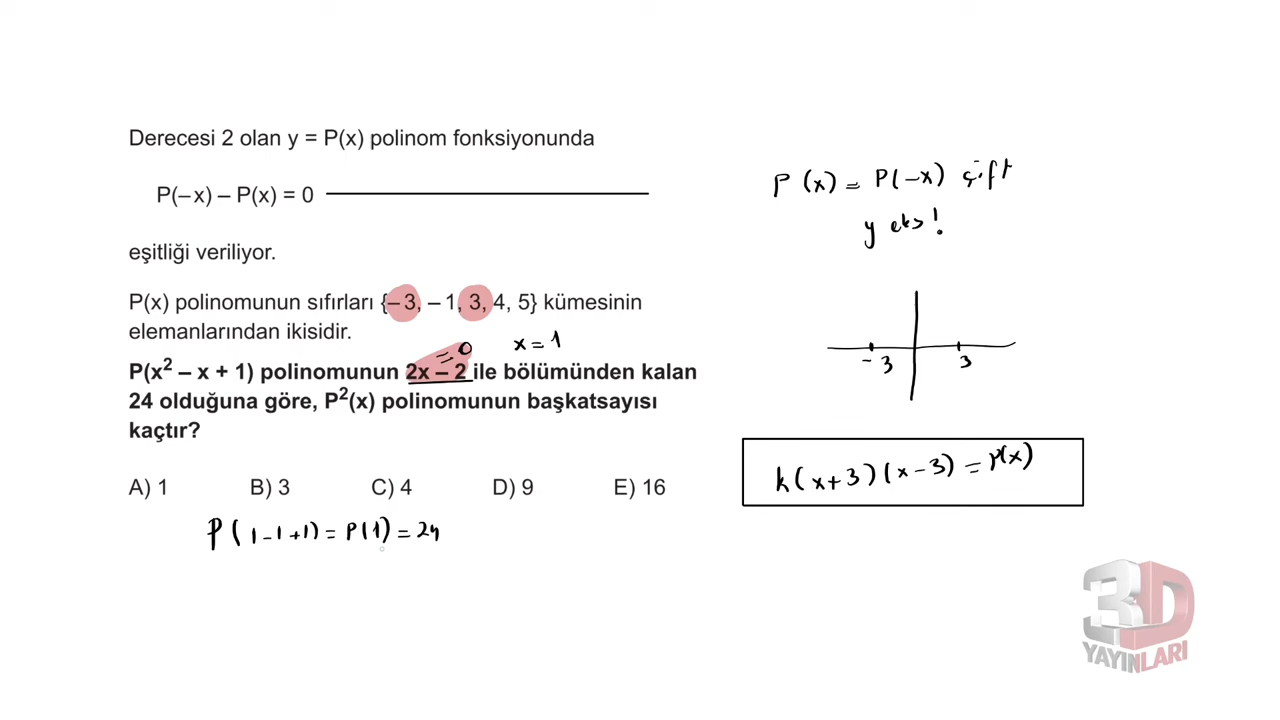 Derecesi 2 olan y = P(x) polinom fonksiyonunda
P(–x) – P(x) = 0
eşitliği veriliyor.
P(x) polinomunun sıfırları {–3, –1, 3, 4, 5} kümesinin
elemanlarından ikisidir.
= 0 x = 1
P(x² – x + 1) polinomunun 2x – 2 ile bölümünden kalan
24 olduğuna göre, P²(x) polinomunun başkatsayısı
kaçtır?
A) 1 B) 3 C) 4 D) 9 E) 16
P(1-1+1) = P(1) = 24
P(x) = P(-x) çift
y eks!
-3 3
k(x+3)(x-3) = P(x)
3D
YAYINLARI